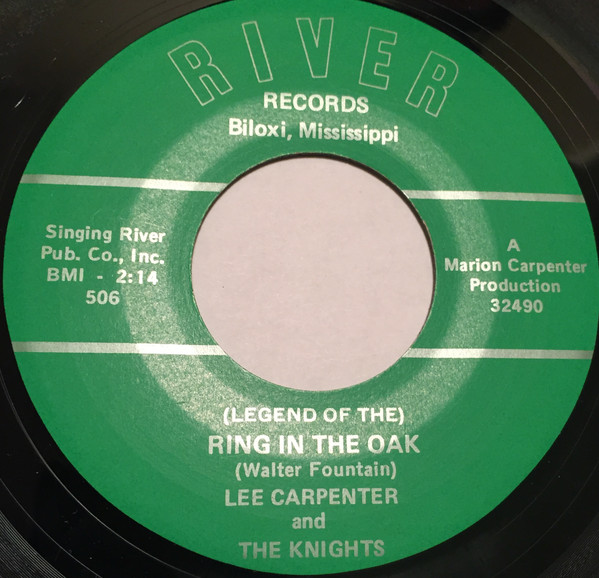 RIVER
RECORDS
Biloxi, Mississippi
Singing River
Pub. Co., Inc.
BMI - 2:14
506
A
Marion Carpenter
Production
32490
(LEGEND OF THE)
RING IN THE OAK
(Walter Fountain)
LEE CARPENTER
and
THE KNIGHTS